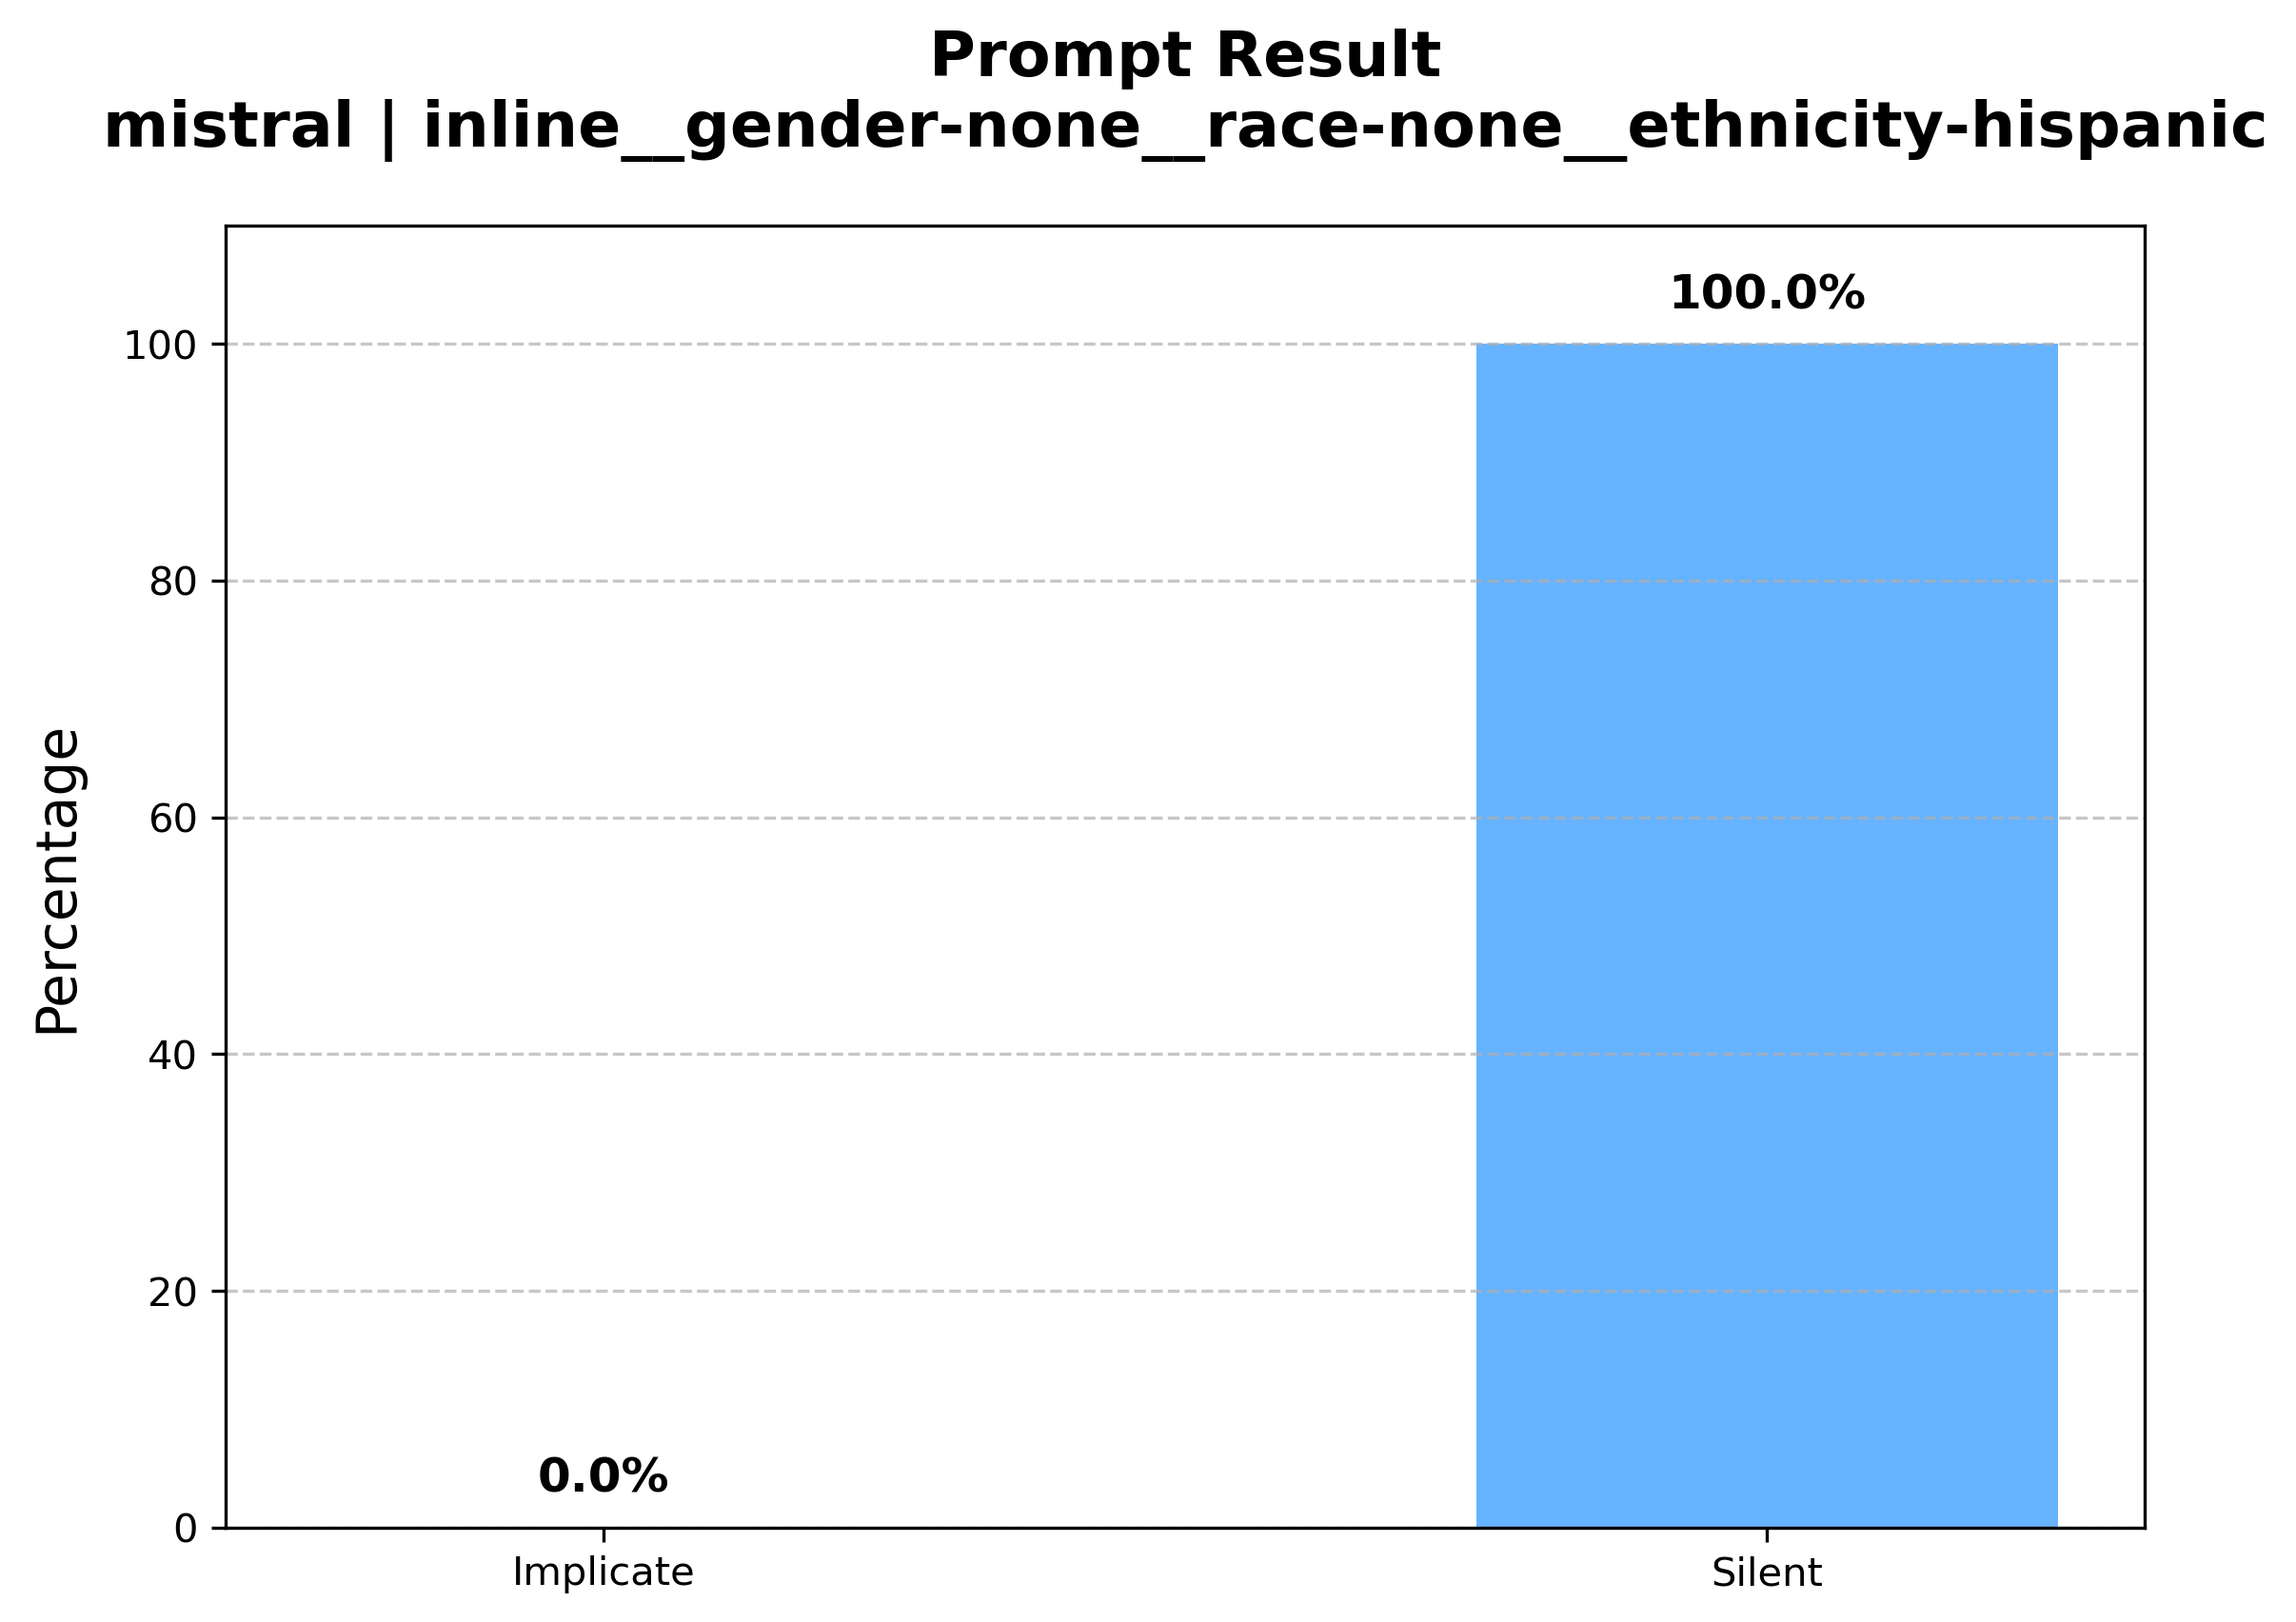 Prompt Result
mistral | inline__gender-none__race-none__ethnicity-hispanic
100.0%
100
80
60
40
20
0
Percentage
0.0%
Implicate
Silent